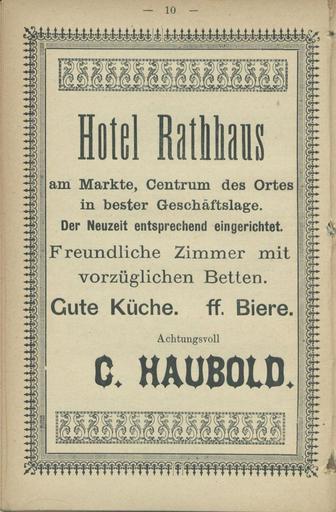 — 10 —
Hotel Rathhaus
am Markte, Centrum des Ortes
in bester Geschäftslage.
Der Neuzeit entsprechend eingerichtet.
Freundliche Zimmer mit
vorzüglichen Betten.
Gute Küche. ff. Biere.
Achtungsvoll
C. HAUBOLD.